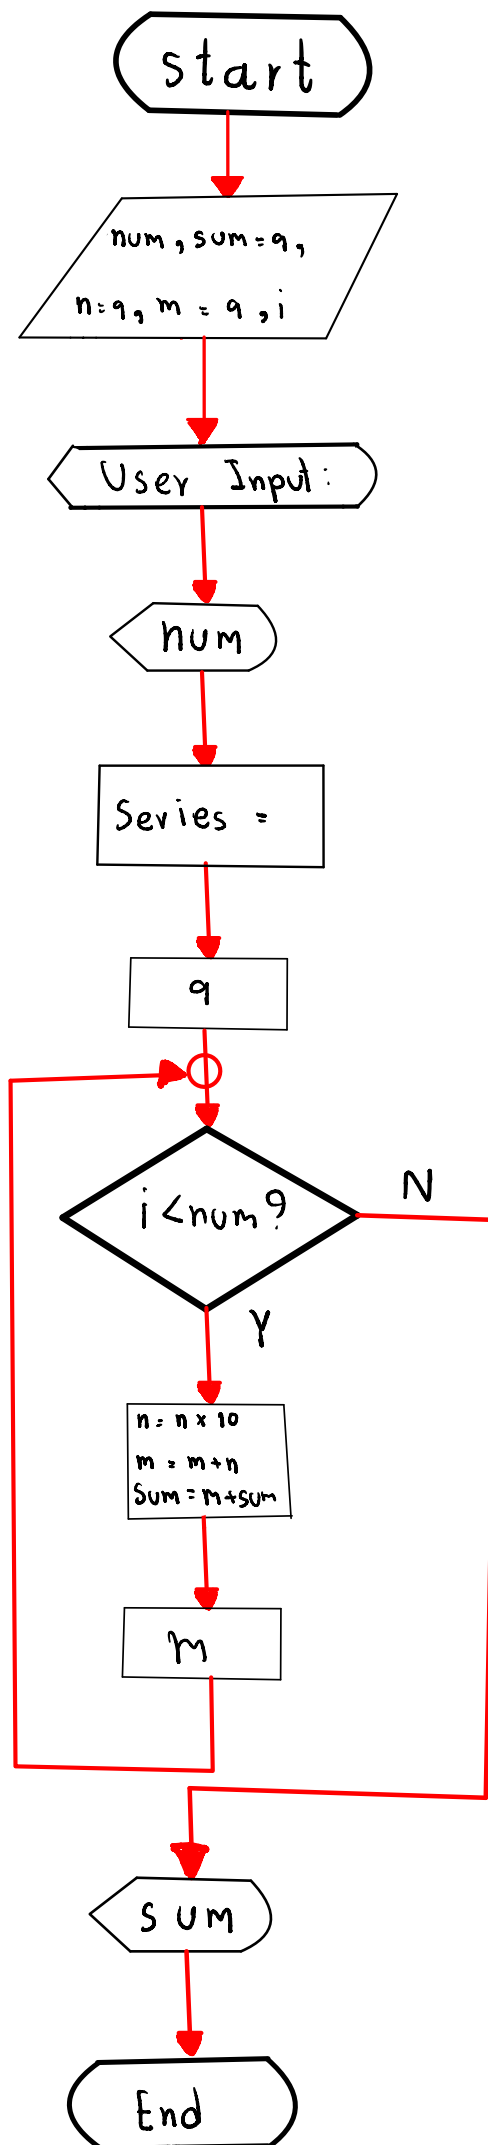 start
num, sum = 9,
n = 9, m = 9, i
User Input:
num
Series =
9
i < num?
N
Y
n = n x 10
m = m + n
Sum = m + sum
m
sum
End